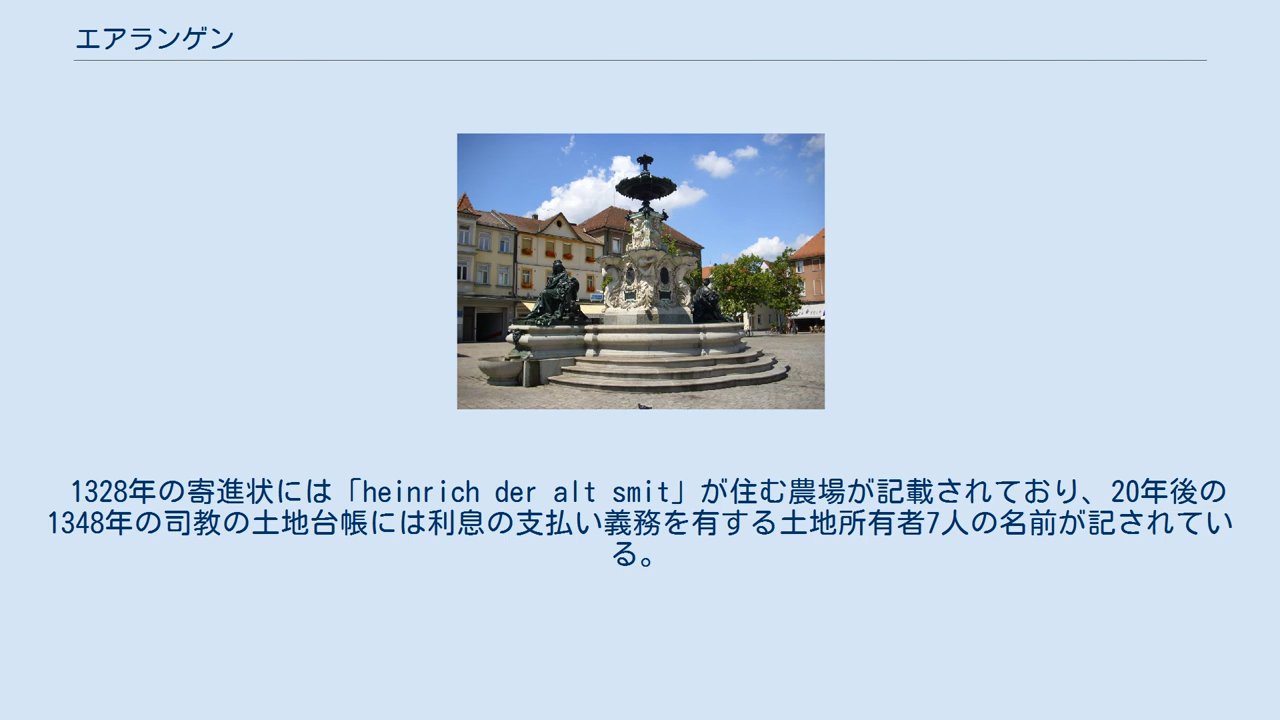 エアランゲン
1328年の寄進状には「heinrich der alt smit」が住む農場が記載されており、20年後の
1348年の司教の土地台帳には利息の支払い義務を有する土地所有者7人の名前が記されてい
る。